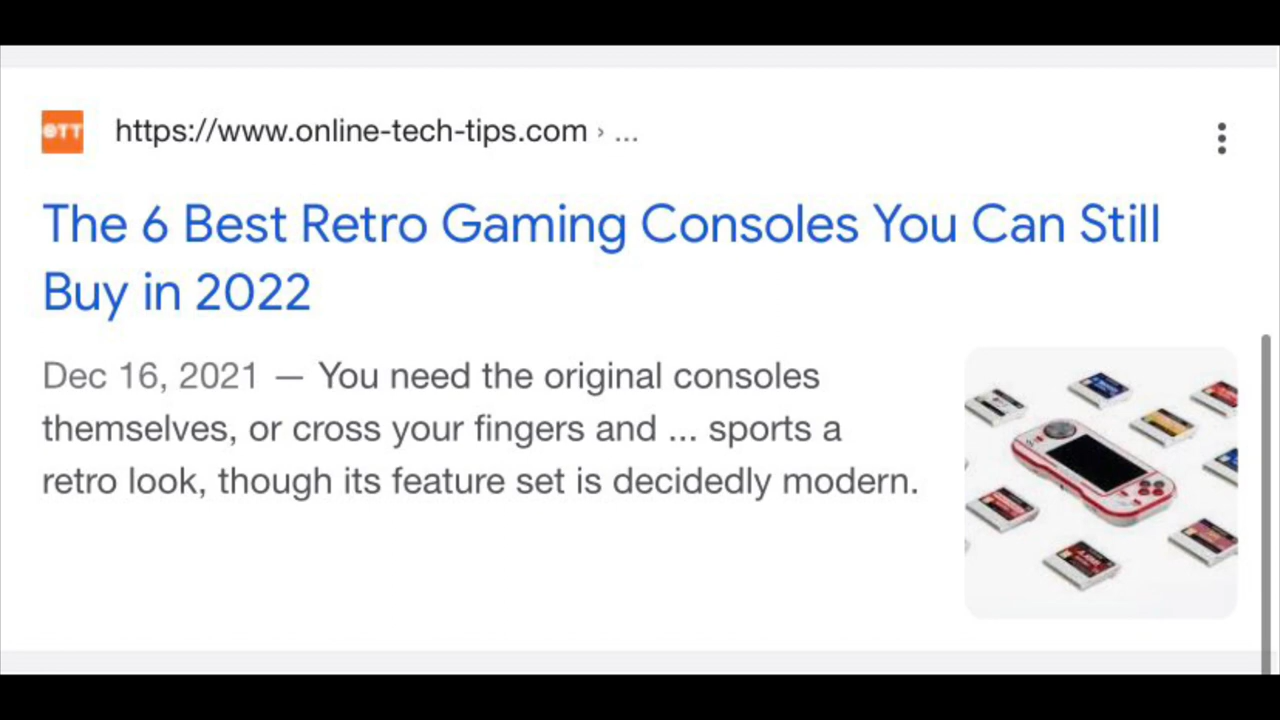 OTT
https://www.online-tech-tips.com › ...
The 6 Best Retro Gaming Consoles You Can Still
Buy in 2022
Dec 16, 2021 — You need the original consoles
themselves, or cross your fingers and ... sports a
retro look, though its feature set is decidedly modern.